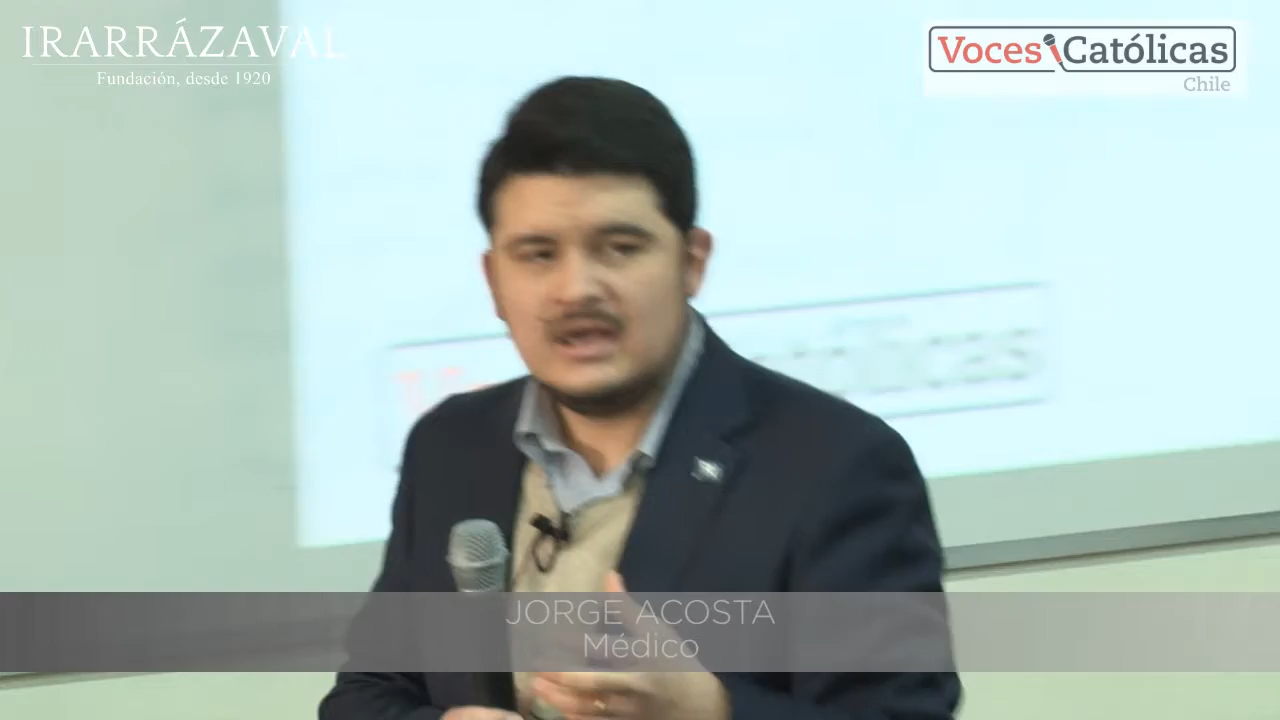 IRARRÁZAVAL
Fundación, desde 1920
Voces Católicas
Chile
JORGE ACOSTA
Médico